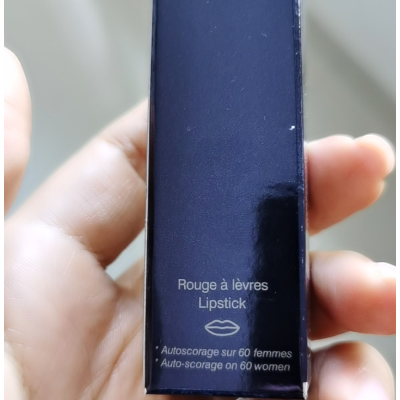 Rouge à lèvres
Lipstick
* Autoscorage sur 60 femmes
* Auto-scorage on 60 women